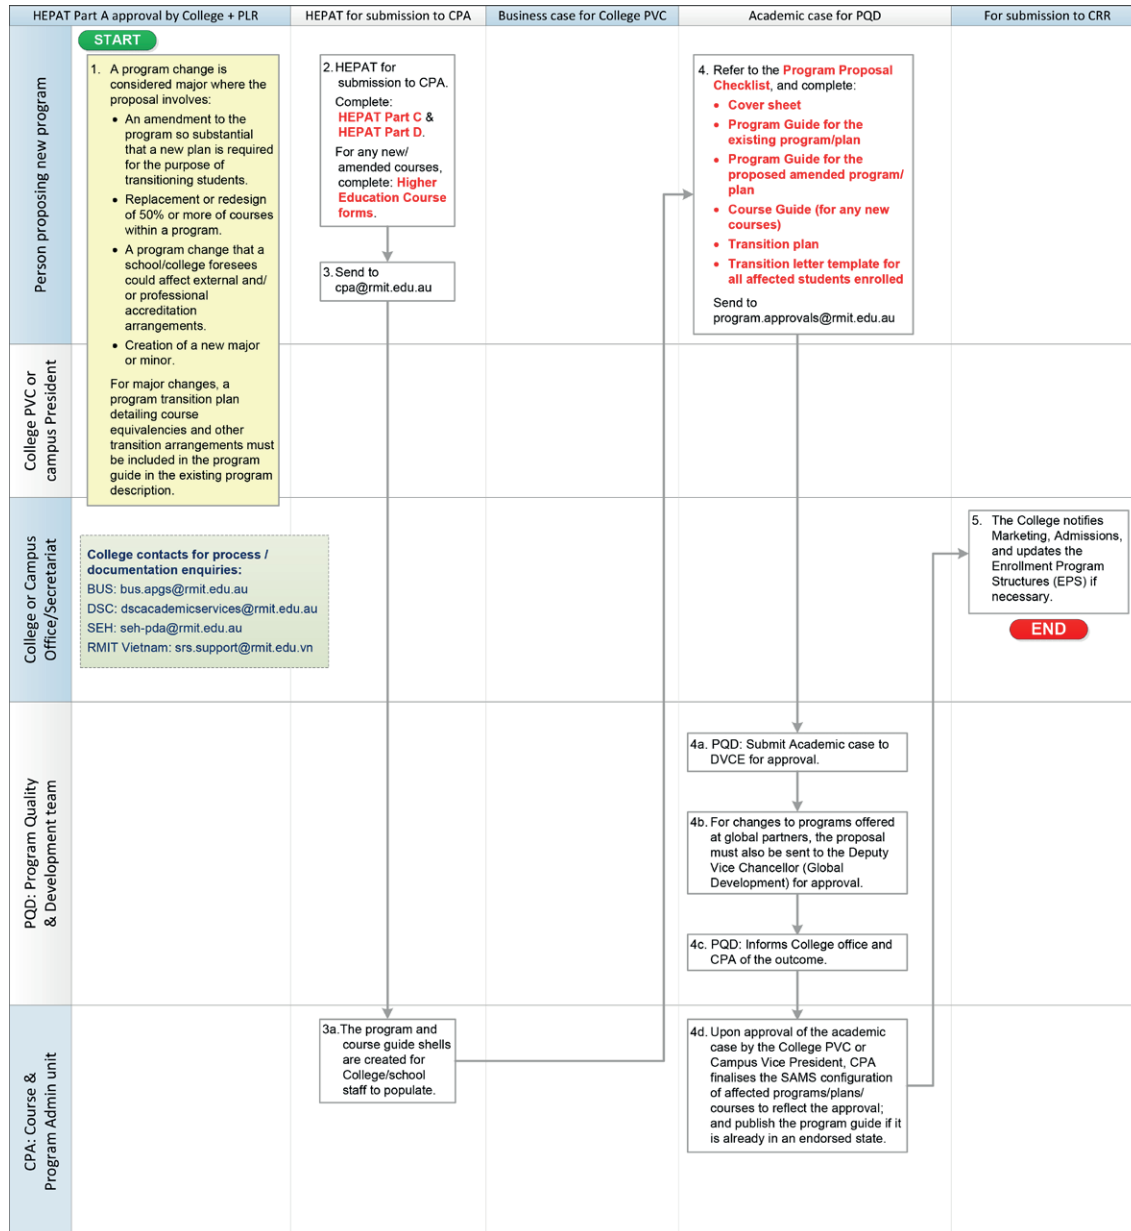 HEPAT Part A approval by College + PLR
HEPAT for submission to CPA
Business case for College PVC
Academic case for PQD
For submission to CRR
Person proposing new program
START
1. A program change is
considered major where the
proposal involves:
• An amendment to the
program so substantial
that a new plan is required
for the purpose of
transitioning students.
• Replacement or redesign
of 50% or more of courses
within a program.
• A program change that a
school/college foresees
could affect external and/
or professional
accreditation
arrangements.
• Creation of a new major
or minor.
For major changes, a
program transition plan
detailing course
equivalencies and other
transition arrangements must
be included in the program
guide in the existing program
description.
2. HEPAT for
submission to CPA.
Complete:
HEPAT Part C &
HEPAT Part D.
For any new/
amended courses,
complete: Higher
Education Course
forms.
3. Send to
cpa@rmit.edu.au
4. Refer to the Program Proposal
Checklist, and complete:
• Cover sheet
• Program Guide for the
existing program/plan
• Program Guide for the
proposed amended program/
plan
• Course Guide (for any new
courses)
• Transition plan
• Transition letter template for
all affected students enrolled
Send to
program.approvals@rmit.edu.au
College PVC or
campus President
College or Campus
Office/Secretariat
College contacts for process /
documentation enquiries:
BUS: bus.apgs@rmit.edu.au
DSC: dscacademicservices@rmit.edu.au
SEH: seh-pda@rmit.edu.au
RMIT Vietnam: srs.support@rmit.edu.vn
5. The College notifies
Marketing, Admissions,
and updates the
Enrollment Program
Structures (EPS) if
necessary.
END
PQD: Program Quality
& Development team
4a. PQD: Submit Academic case to
DVCE for approval.
4b. For changes to programs offered
at global partners, the proposal
must also be sent to the Deputy
Vice Chancellor (Global
Development) for approval.
4c. PQD: Informs College office and
CPA of the outcome.
CPA: Course &
Program Admin unit
3a. The program and
course guide shells
are created for
College/school
staff to populate.
4d. Upon approval of the academic
case by the College PVC or
Campus Vice President, CPA
finalises the SAMS configuration
of affected programs/plans/
courses to reflect the approval;
and publish the program guide if it
is already in an endorsed state.